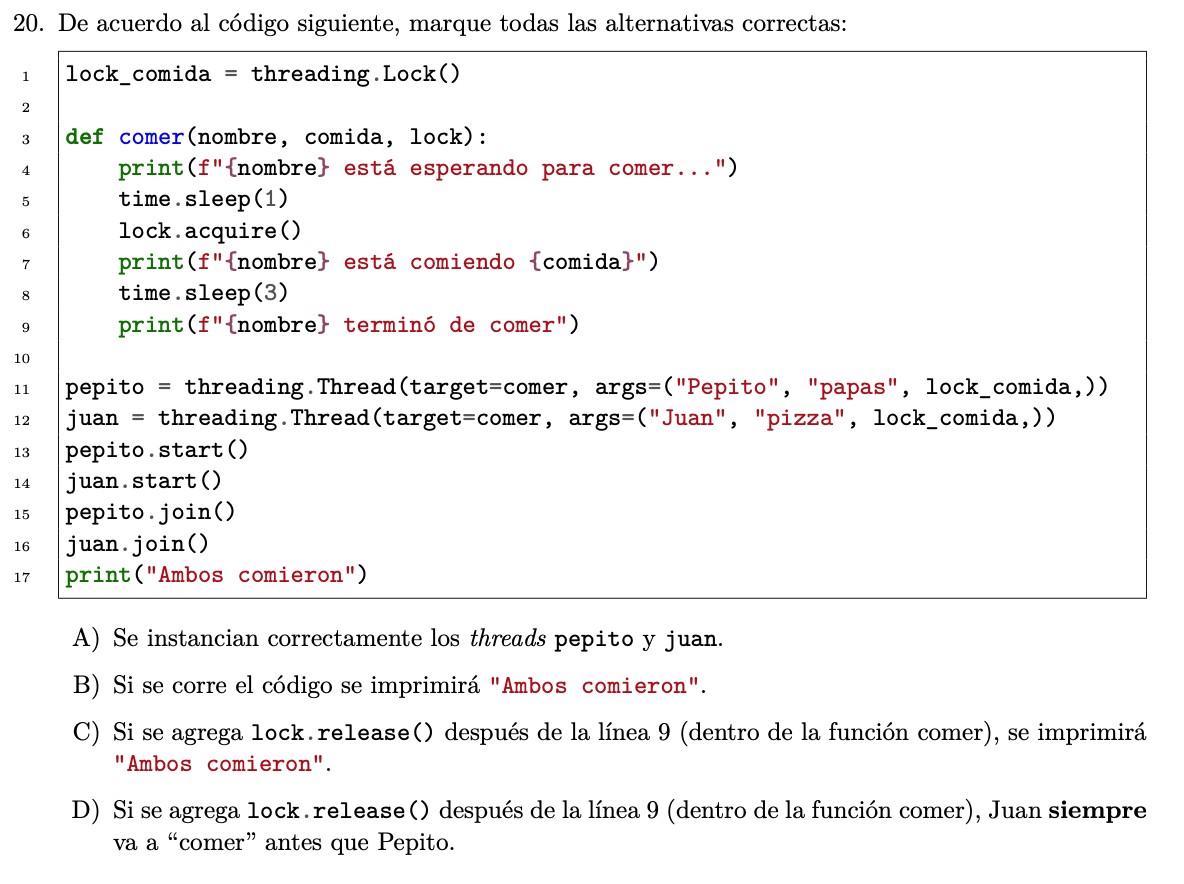 20. De acuerdo al código siguiente, marque todas las alternativas correctas:
1 lock_comida = threading.Lock()
2
3 def comer(nombre, comida, lock):
4     print(f"{nombre} está esperando para comer...")
5     time.sleep(1)
6     lock.acquire()
7     print(f"{nombre} está comiendo {comida}")
8     time.sleep(3)
9     print(f"{nombre} terminó de comer")
10
11 pepito = threading.Thread(target=comer, args=("Pepito", "papas", lock_comida,))
12 juan = threading.Thread(target=comer, args=("Juan", "pizza", lock_comida,))
13 pepito.start()
14 juan.start()
15 pepito.join()
16 juan.join()
17 print("Ambos comieron")
A) Se instancian correctamente los threads pepito y juan.
B) Si se corre el código se imprimirá "Ambos comieron".
C) Si se agrega lock.release() después de la línea 9 (dentro de la función comer), se imprimirá
"Ambos comieron".
D) Si se agrega lock.release() después de la línea 9 (dentro de la función comer), Juan siempre
va a “comer” antes que Pepito.